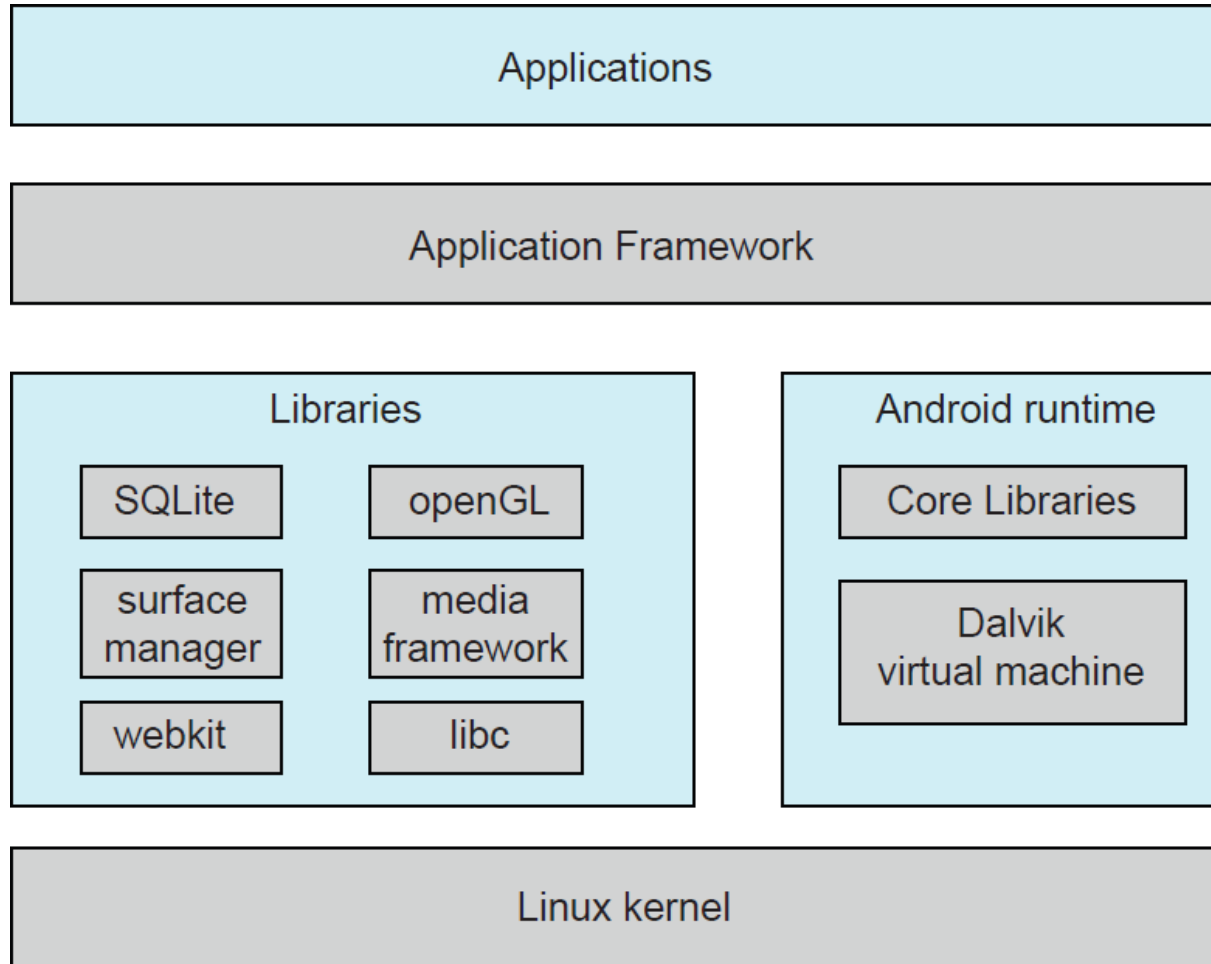 Applications
Application Framework
Libraries
SQLite
openGL
surface
manager
media
framework
webkit
libc
Android runtime
Core Libraries
Dalvik
virtual machine
Linux kernel